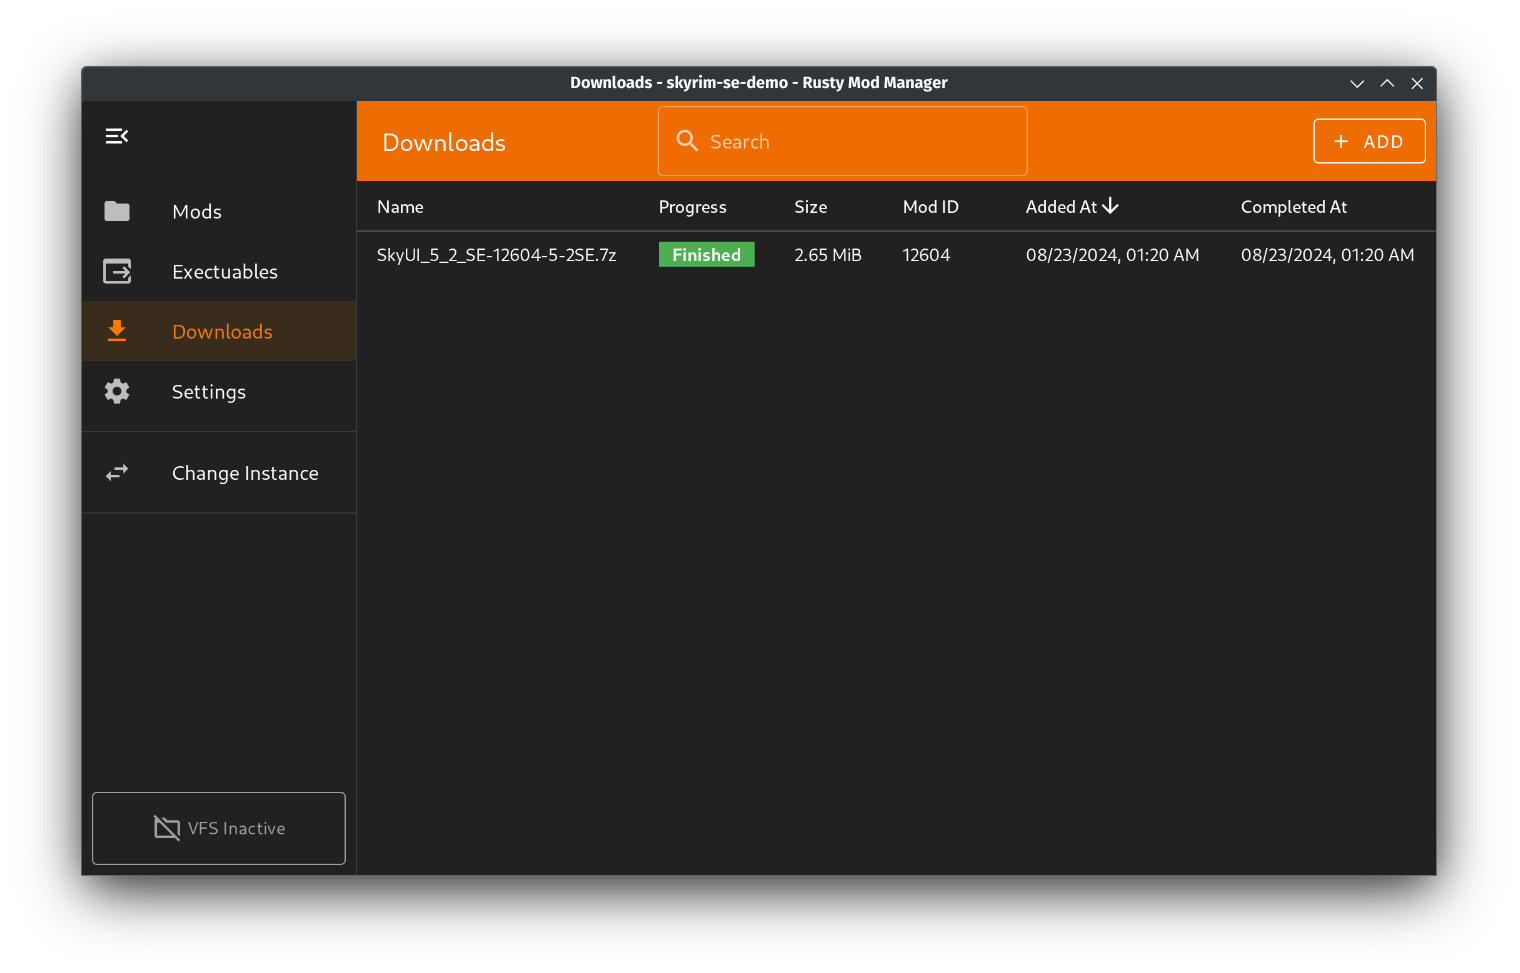 Downloads - skyrim-se-demo - Rusty Mod Manager
Downloads
Search
+ ADD
Mods
Exectuables
Downloads
Settings
Change Instance
VFS Inactive
Name Progress Size Mod ID Added At Completed At
SkyUI_5_2_SE-12604-5-2SE.7z Finished 2.65 MiB 12604 08/23/2024, 01:20 AM 08/23/2024, 01:20 AM